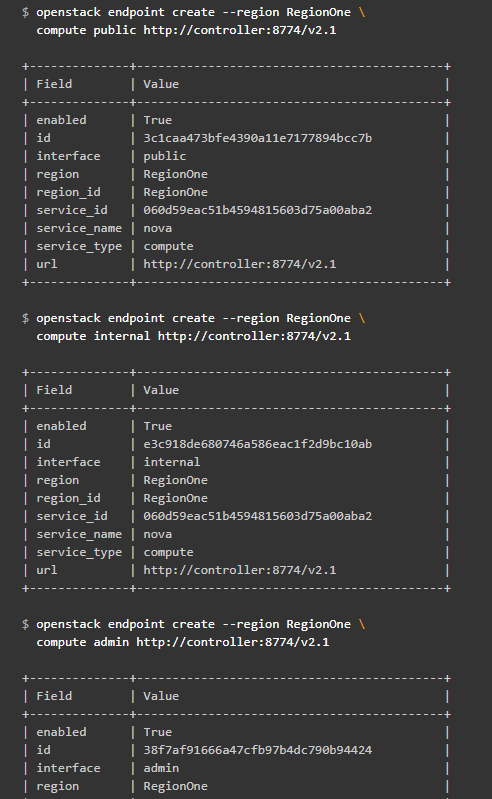 $ openstack endpoint create --region RegionOne \
  compute public http://controller:8774/v2.1
+--------------+-------------------------------------------+
| Field        | Value                                     |
+--------------+-------------------------------------------+
| enabled      | True                                      |
| id           | 3c1caa473bfe4390a11e7177894bcc7b          |
| interface    | public                                    |
| region       | RegionOne                                 |
| region_id    | RegionOne                                 |
| service_id   | 060d59eac51b4594815603d75a00aba2          |
| service_name | nova                                      |
| service_type | compute                                   |
| url          | http://controller:8774/v2.1               |
+--------------+-------------------------------------------+
$ openstack endpoint create --region RegionOne \
  compute internal http://controller:8774/v2.1
+--------------+-------------------------------------------+
| Field        | Value                                     |
+--------------+-------------------------------------------+
| enabled      | True                                      |
| id           | e3c918de680746a586eac1f2d9bc10ab          |
| interface    | internal                                  |
| region       | RegionOne                                 |
| region_id    | RegionOne                                 |
| service_id   | 060d59eac51b4594815603d75a00aba2          |
| service_name | nova                                      |
| service_type | compute                                   |
| url          | http://controller:8774/v2.1               |
+--------------+-------------------------------------------+
$ openstack endpoint create --region RegionOne \
  compute admin http://controller:8774/v2.1
+--------------+-------------------------------------------+
| Field        | Value                                     |
+--------------+-------------------------------------------+
| enabled      | True                                      |
| id           | 38f7af91666a47cfb97b4dc790b94424          |
| interface    | admin                                     |
| region       | RegionOne                                 |